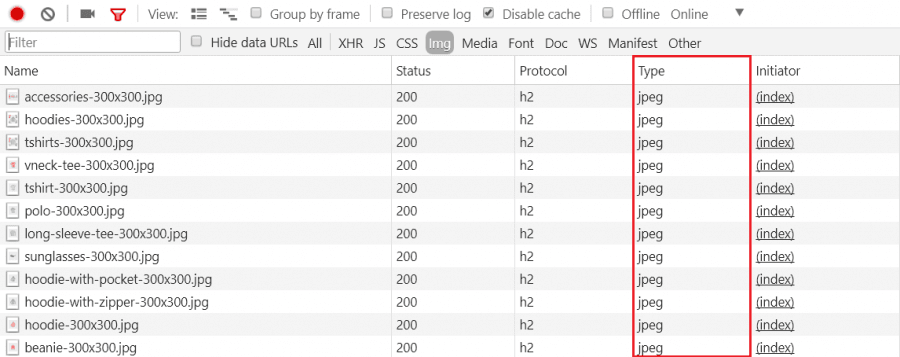 View: Group by frame Preserve log Disable cache Offline Online
Filter Hide data URLs All XHR JS CSS Img Media Font Doc WS Manifest Other
Name Status Protocol Type Initiator
accessories-300x300.jpg 200 h2 jpeg (index)
hoodies-300x300.jpg 200 h2 jpeg (index)
tshirts-300x300.jpg 200 h2 jpeg (index)
vneck-tee-300x300.jpg 200 h2 jpeg (index)
tshirt-300x300.jpg 200 h2 jpeg (index)
polo-300x300.jpg 200 h2 jpeg (index)
long-sleeve-tee-300x300.jpg 200 h2 jpeg (index)
sunglasses-300x300.jpg 200 h2 jpeg (index)
hoodie-with-pocket-300x300.jpg 200 h2 jpeg (index)
hoodie-with-zipper-300x300.jpg 200 h2 jpeg (index)
hoodie-300x300.jpg 200 h2 jpeg (index)
beanie-300x300.jpg 200 h2 jpeg (index)